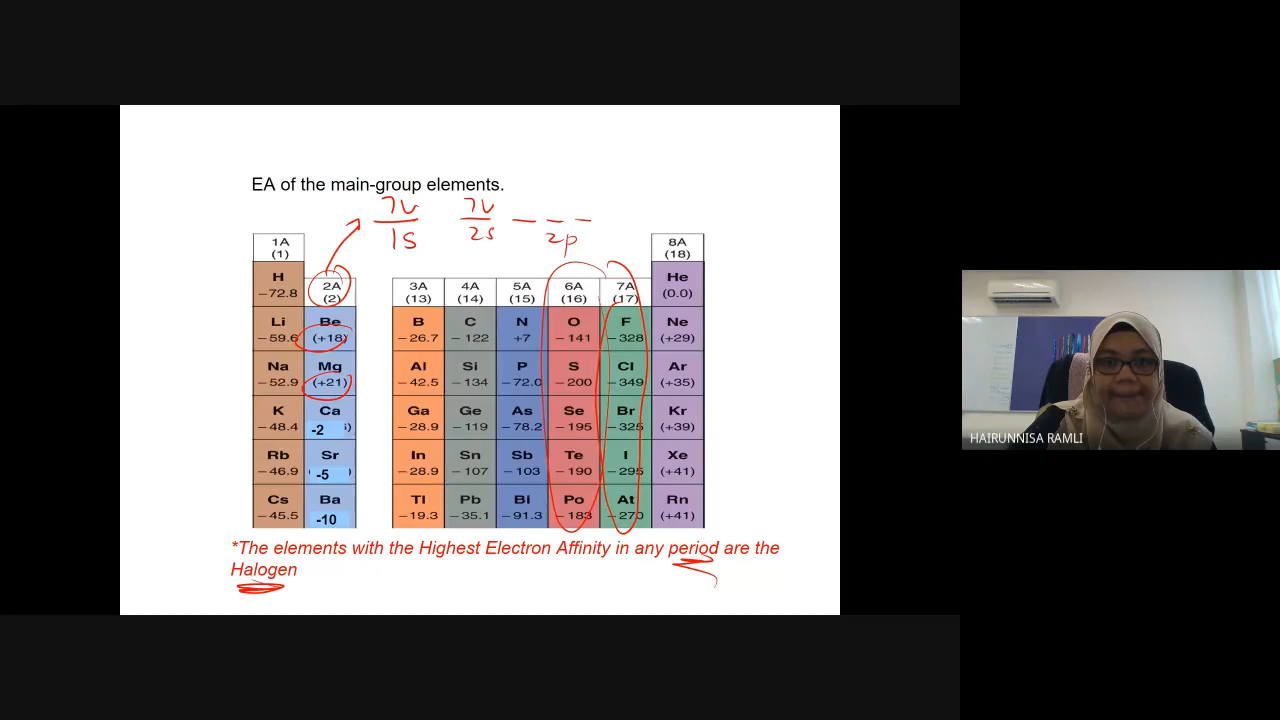 EA of the main-group elements.
1s 2s 2p
1A 8A
(1) (18)
H 2A 3A 4A 5A 6A 7A He
−72.8 (2) (13) (14) (15) (16) (17) (0.0)
Li Be B C N O F Ne
−59.6 (+18) −26.7 −122 +7 −141 −328 (+29)
Na Mg Al Si P S Cl Ar
−52.9 (+21) −42.5 −134 −72.0 −200 −349 (+35)
K Ca Ga Ge As Se Br Kr
−48.4 -2 −28.9 −119 −78.2 −195 −325 (+39)
Rb Sr In Sn Sb Te I Xe
−46.9 -5 −28.9 −107 −103 −190 −295 (+41)
Cs Ba Tl Pb Bi Po At Rn
−45.5 -10 −19.3 −35.1 −91.3 −183 −270 (+41)
*The elements with the Highest Electron Affinity in any period are the
Halogen
HAIRUNNISA RAMLI